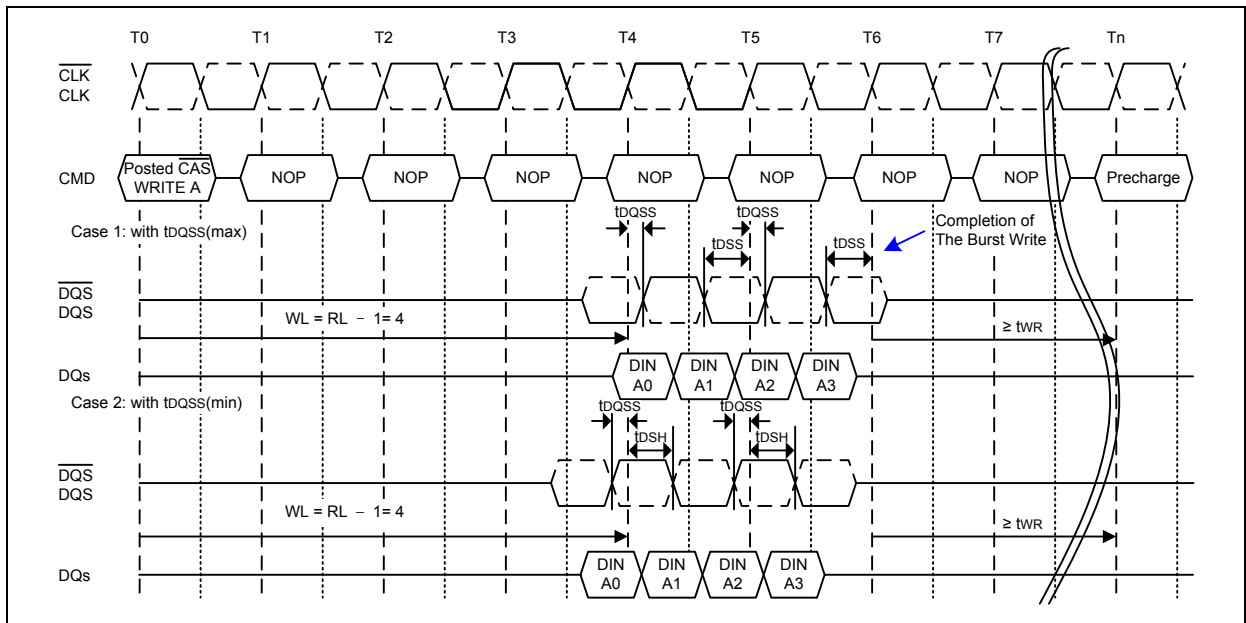 T0 T1 T2 T3 T4 T5 T6 T7 Tn
CLK
CLK
CMD
Posted CAS
WRITE A
NOP NOP NOP NOP NOP NOP NOP Precharge
Case 1: with tDQSS(max)
tDQSS tDQSS
tDSS tDSS
Completion of
The Burst Write
DQS
DQS
WL = RL − 1= 4
≥ tWR
DQs
DIN
A0
DIN
A1
DIN
A2
DIN
A3
Case 2: with tDQSS(min)
tDQSS tDQSS
tDSH tDSH
DQS
DQS
WL = RL − 1= 4
≥ tWR
DQs
DIN
A0
DIN
A1
DIN
A2
DIN
A3